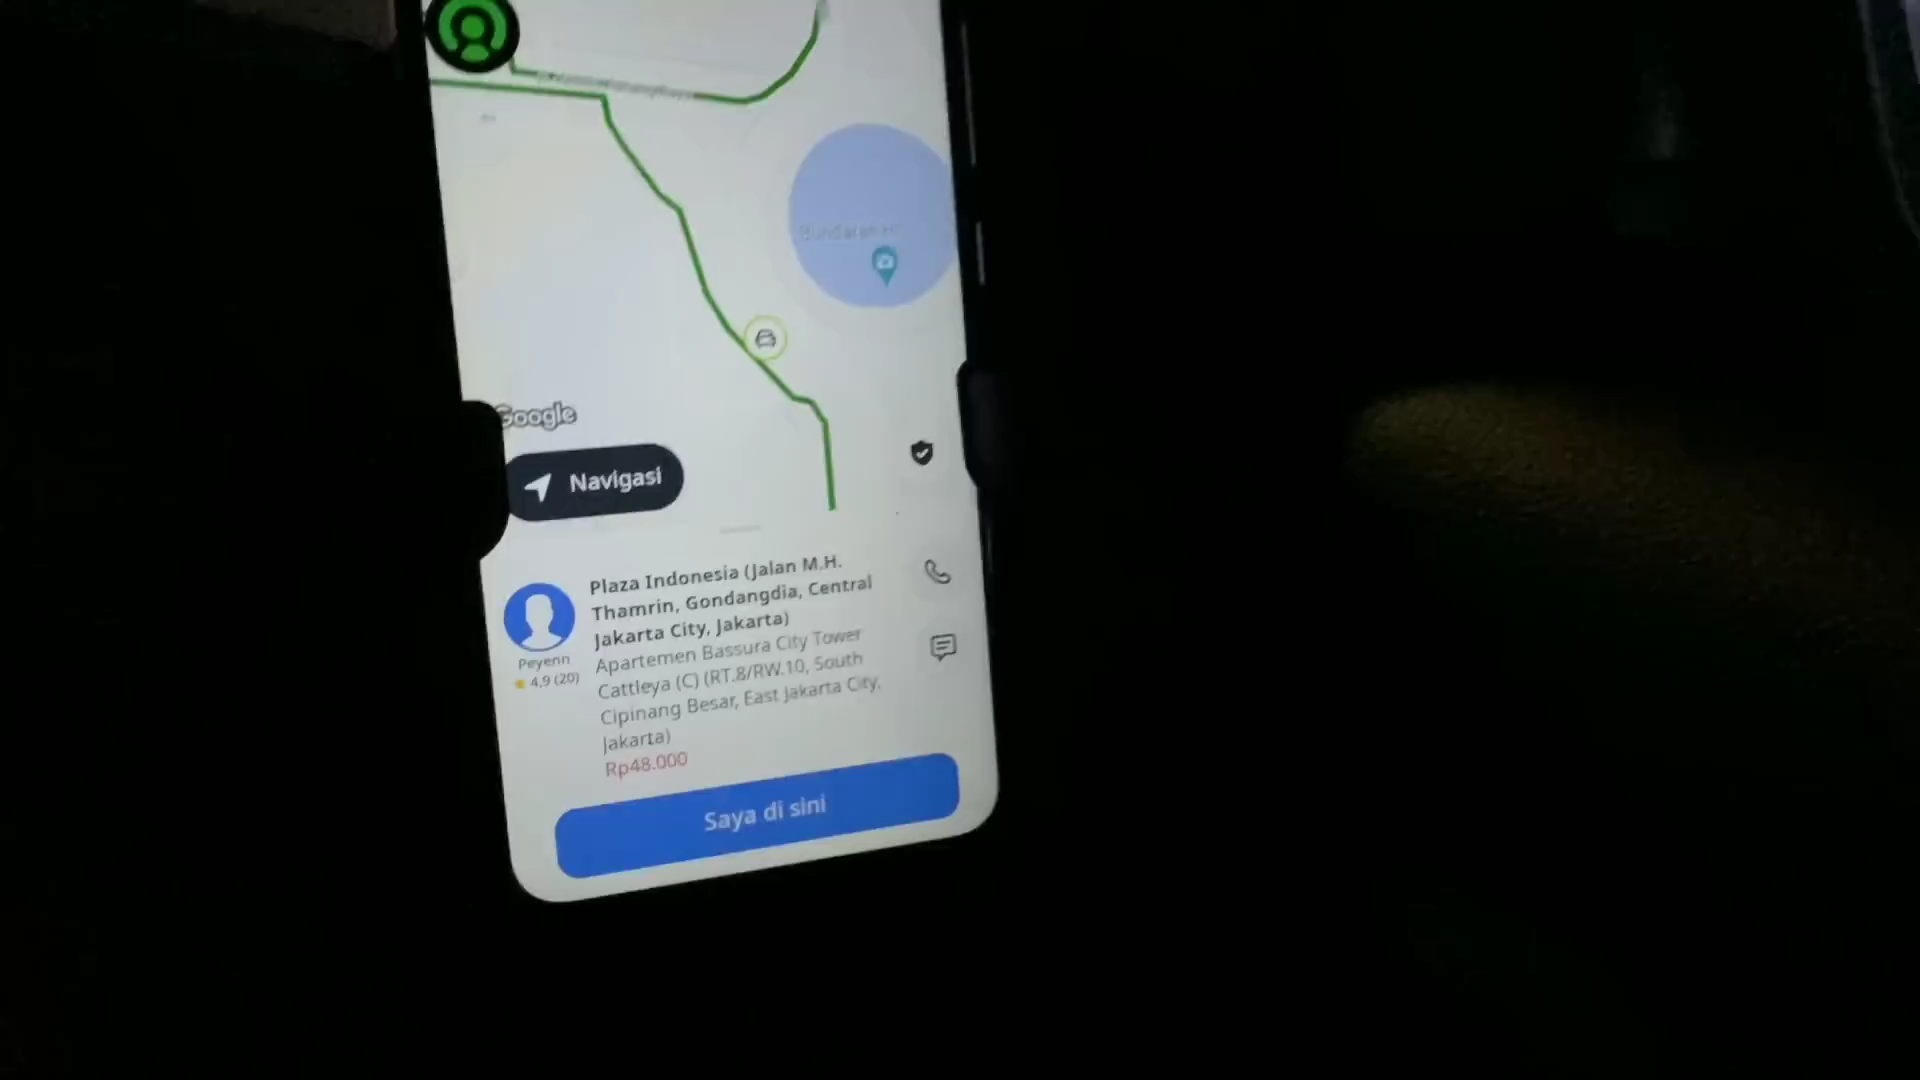 Bundaran H
Google
Navigasi
Plaza Indonesia (Jalan M.H.
Thamrin, Gondangdia, Central
Jakarta City, Jakarta)
Peyenn
4,9 (20)
Apartemen Bassura City Tower
Cattleya (C) (RT.8/RW.10, South
Cipinang Besar, East Jakarta City,
Jakarta)
Rp48.000
Saya di sini